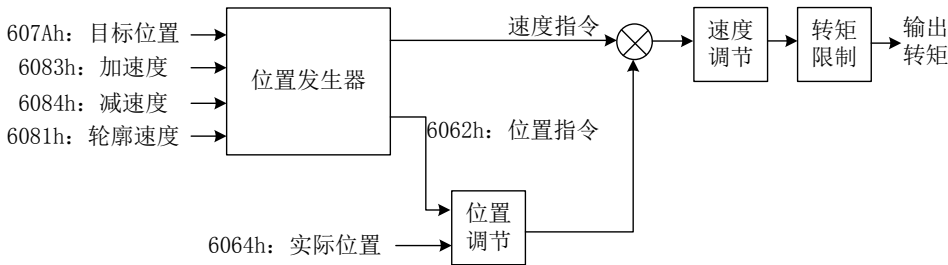 607Ah：目标位置
6083h：加速度
6084h：减速度
6081h：轮廓速度
位置发生器
速度指令
6062h：位置指令
6064h：实际位置
位置
调节
速度
调节
转矩
限制
输出
转矩